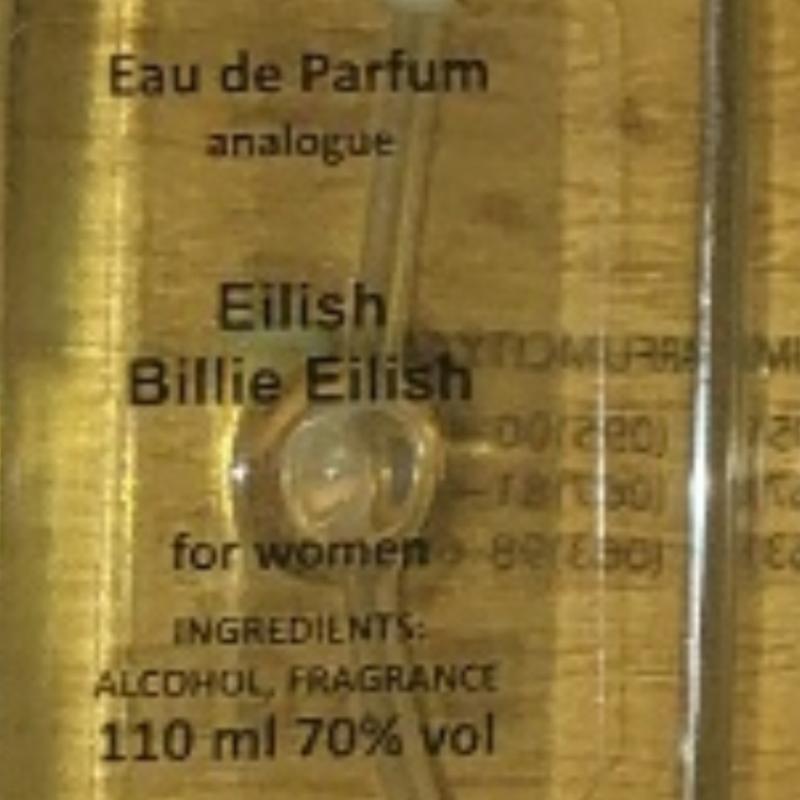 Eau de Parfum
analogue
Eilish
Billie Eilish
for women
INGREDIENTS:
ALCOHOL, FRAGRANCE
110 ml 70% vol